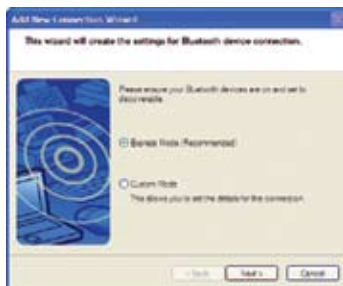 Add New Connection Wizard
This wizard will create the settings for Bluetooth device connection.
Please ensure your Bluetooth devices are on and set to
discoverable.
Express Mode (Recommended)
Custom Mode
This allows you to set the details for the connection.
< Back
Next >
Cancel